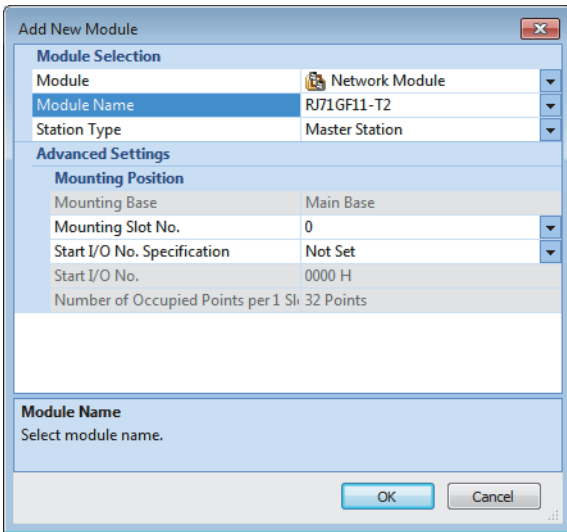 Add New Module
Module Selection
Module Network Module
Module Name RJ71GF11-T2
Station Type Master Station
Advanced Settings
Mounting Position
Mounting Base Main Base
Mounting Slot No. 0
Start I/O No. Specification Not Set
Start I/O No. 0000 H
Number of Occupied Points per 1 Sl 32 Points
Module Name
Select module name.
OK Cancel